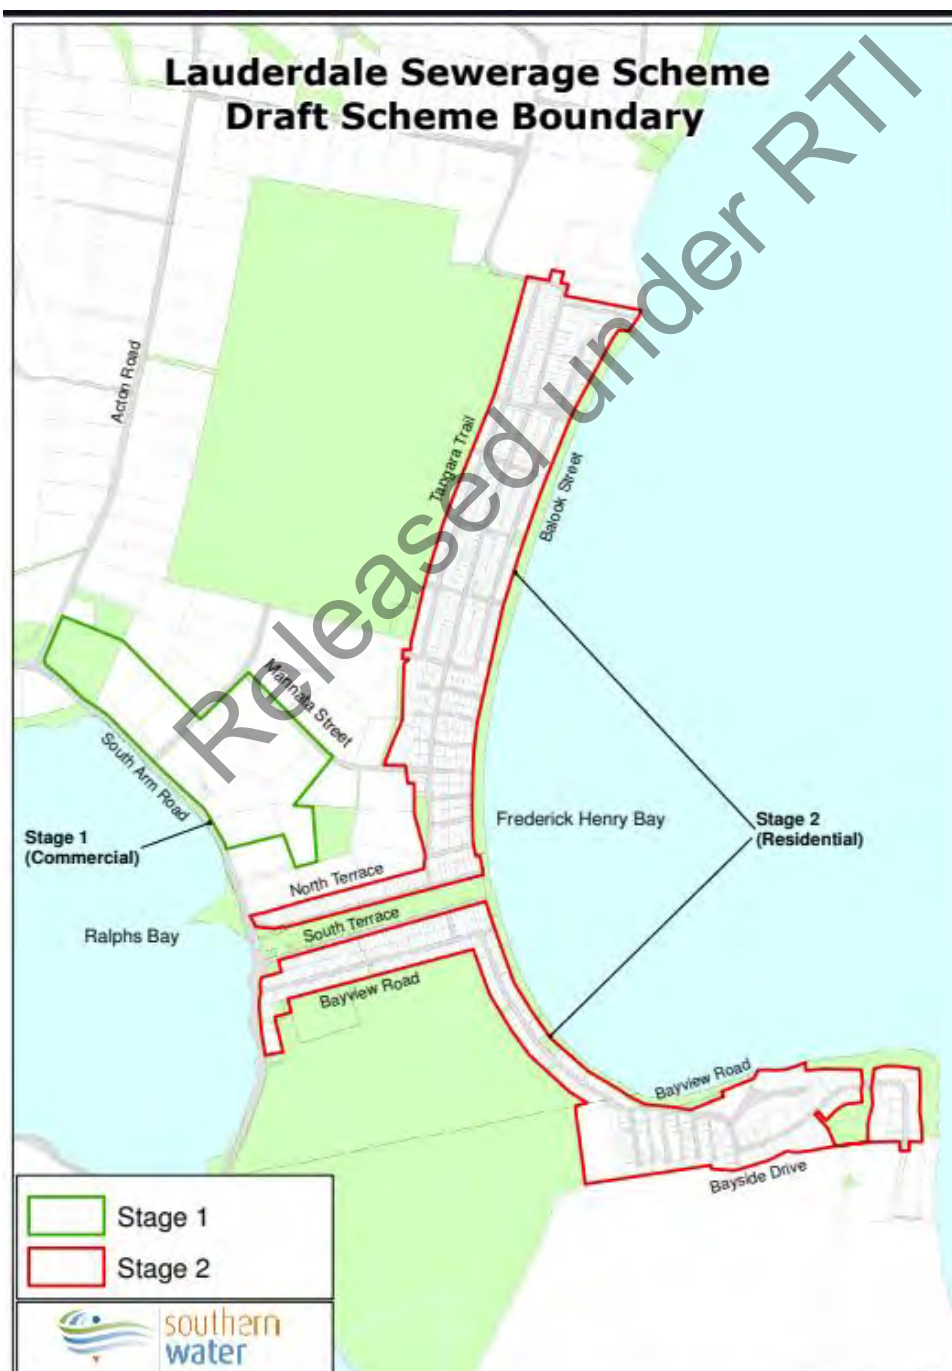 Lauderdale Sewerage Scheme
Draft Scheme Boundary
Released under RTI
Acton Road
Tangara Trail
Balook Street
Mannata Street
South Arm Road
Stage 1
(Commercial)
Frederick Henry Bay
Stage 2
(Residential)
North Terrace
South Terrace
Ralphs Bay
Bayview Road
Bayview Road
Bayside Drive
Stage 1
Stage 2
southern
water